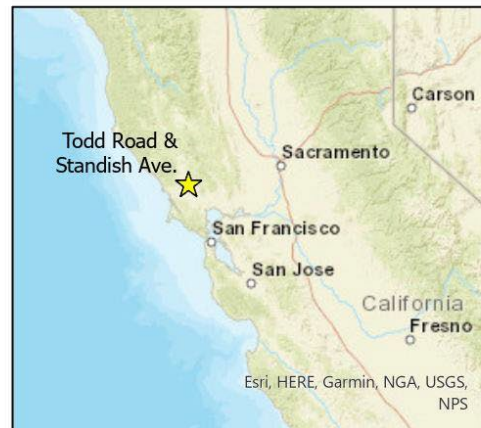 Carson
Todd Road &
Standish Ave.
Sacramento
San Francisco
San Jose
California
Fresno
Esri, HERE, Garmin, NGA, USGS,
NPS